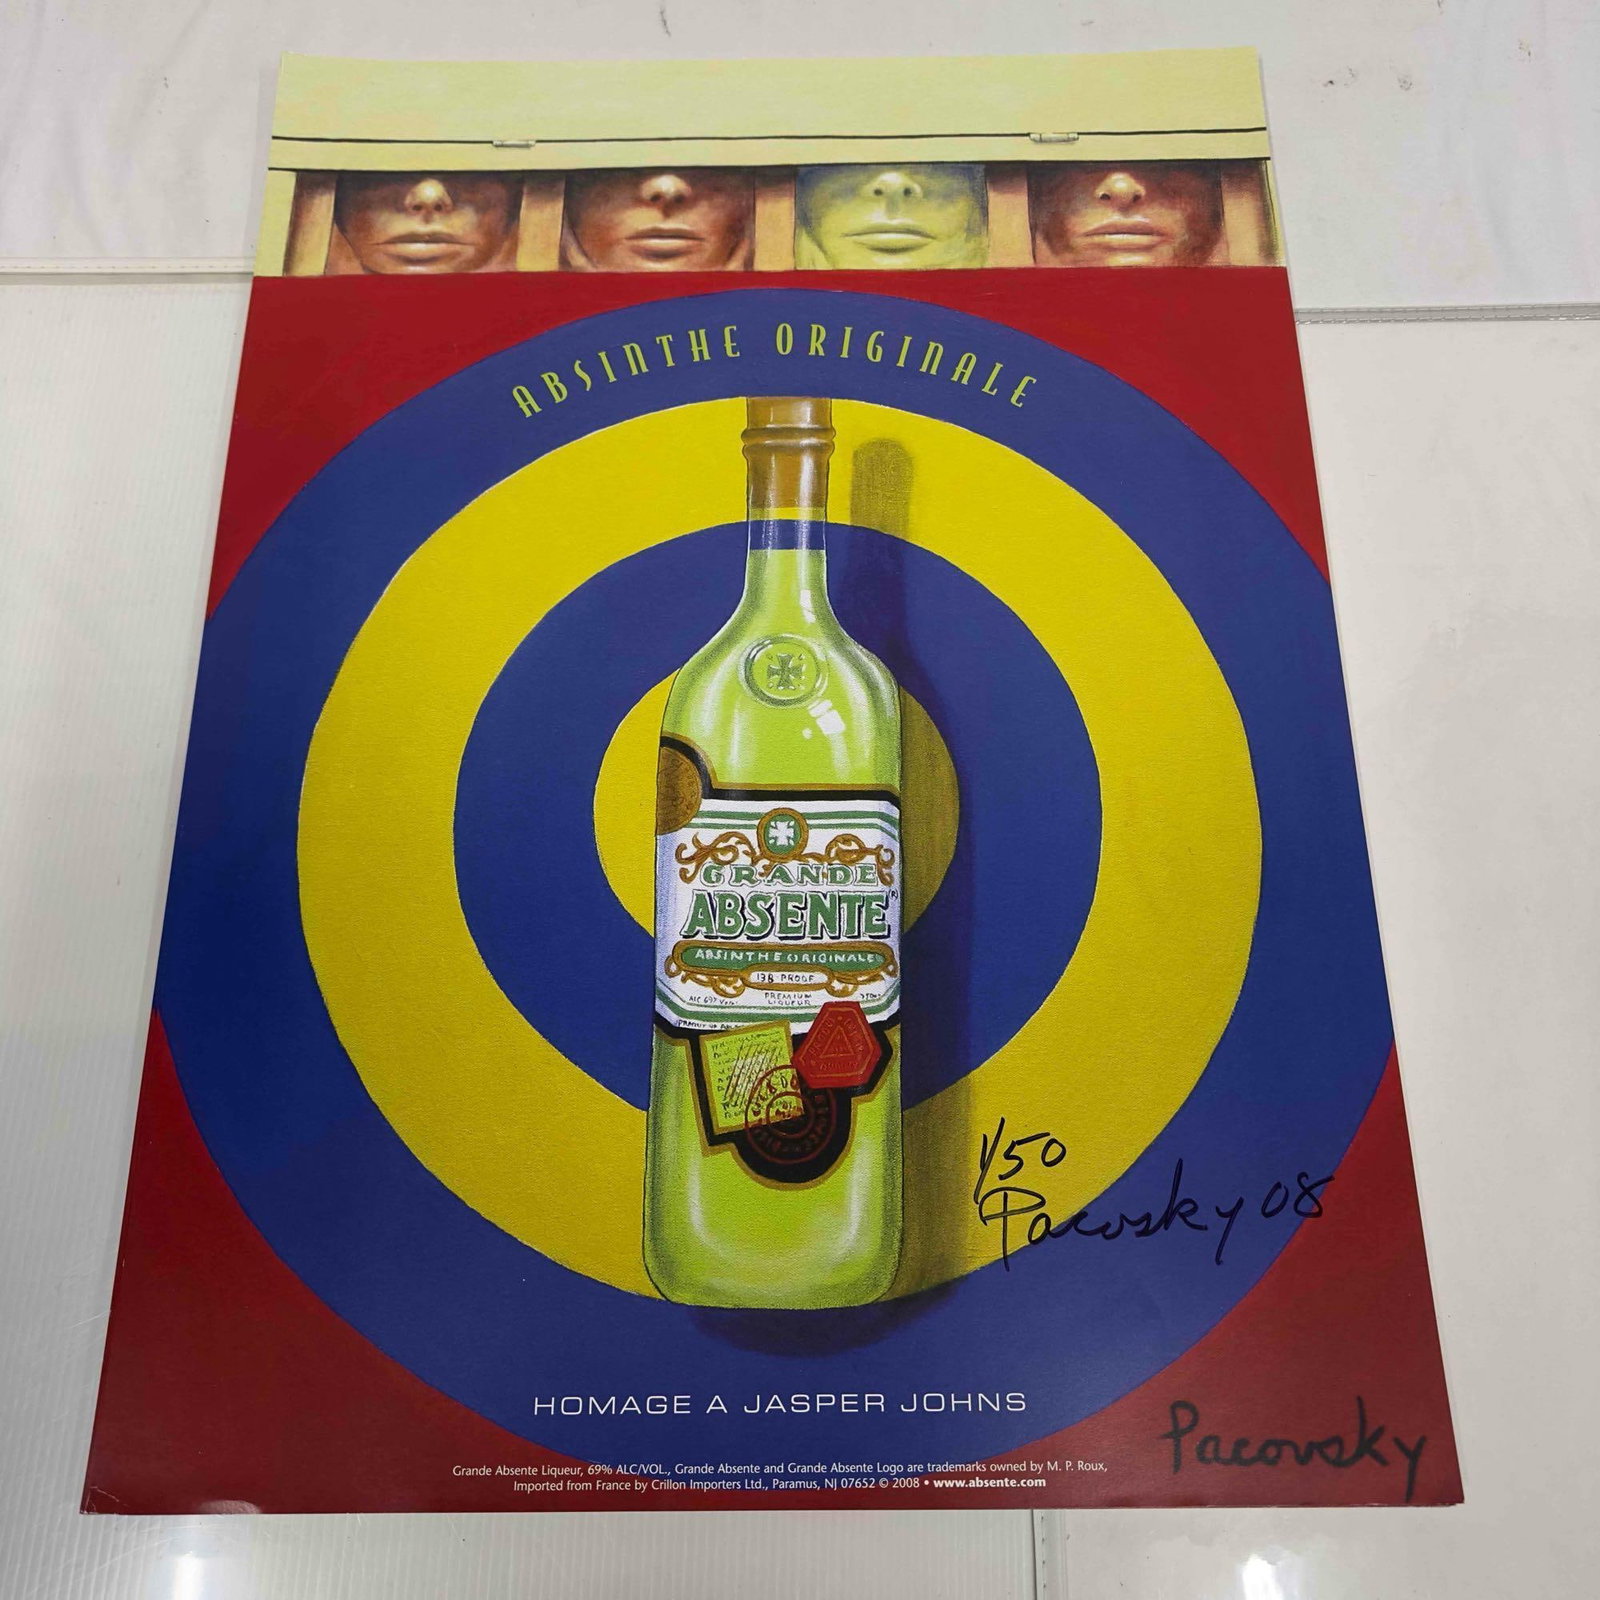 ABSINTHE ORIGINALE
GRANDE
ABSENTE
ABSINTHE ORIGINALE
138 PROOF
PREMIUM
LIQUEUR
1/50
Pacovsky 08
HOMAGE A JASPER JOHNS
Pacovsky
Grande Absente Liqueur, 69% ALC/VOL., Grande Absente and Grande Absente Logo are trademarks owned by M. P. Roux,
Imported from France by Crillon Importers Ltd., Paramus, NJ 07652 © 2008 • www.absente.com